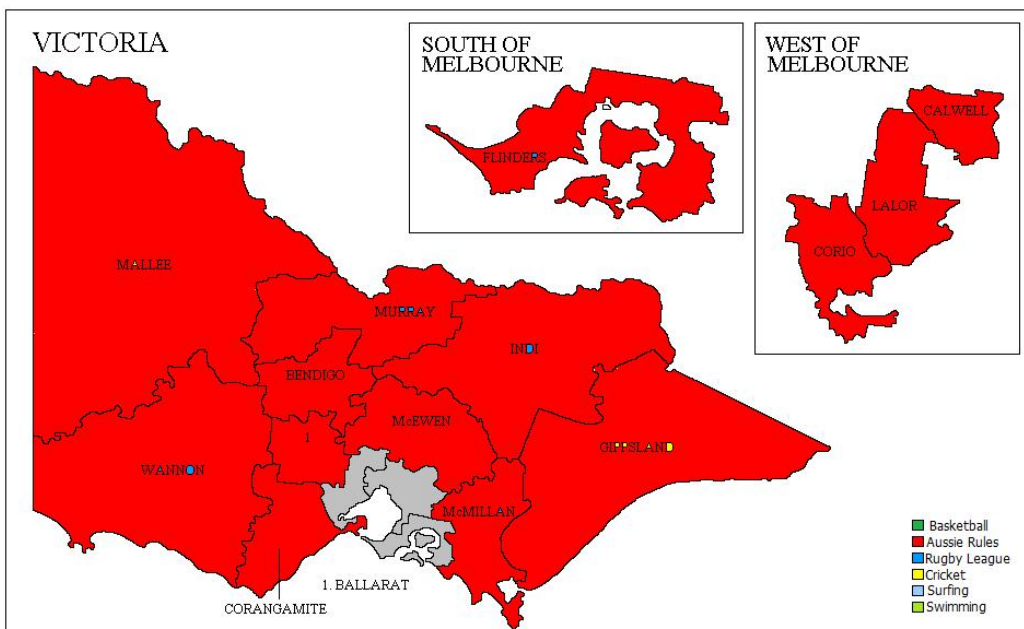 VICTORIA
SOUTH OF
MELBOURNE
WEST OF
MELBOURNE
CALWELL
FLINDERS
LALOR
CORIO
MALLEE
MURRAY
INDI
BENDIGO
McEWEN
1
GIPPSLAND
WANNON
McMILLAN
1. BALLARAT
CORANGAMITE
Basketball
Aussie Rules
Rugby League
Cricket
Surfing
Swimming